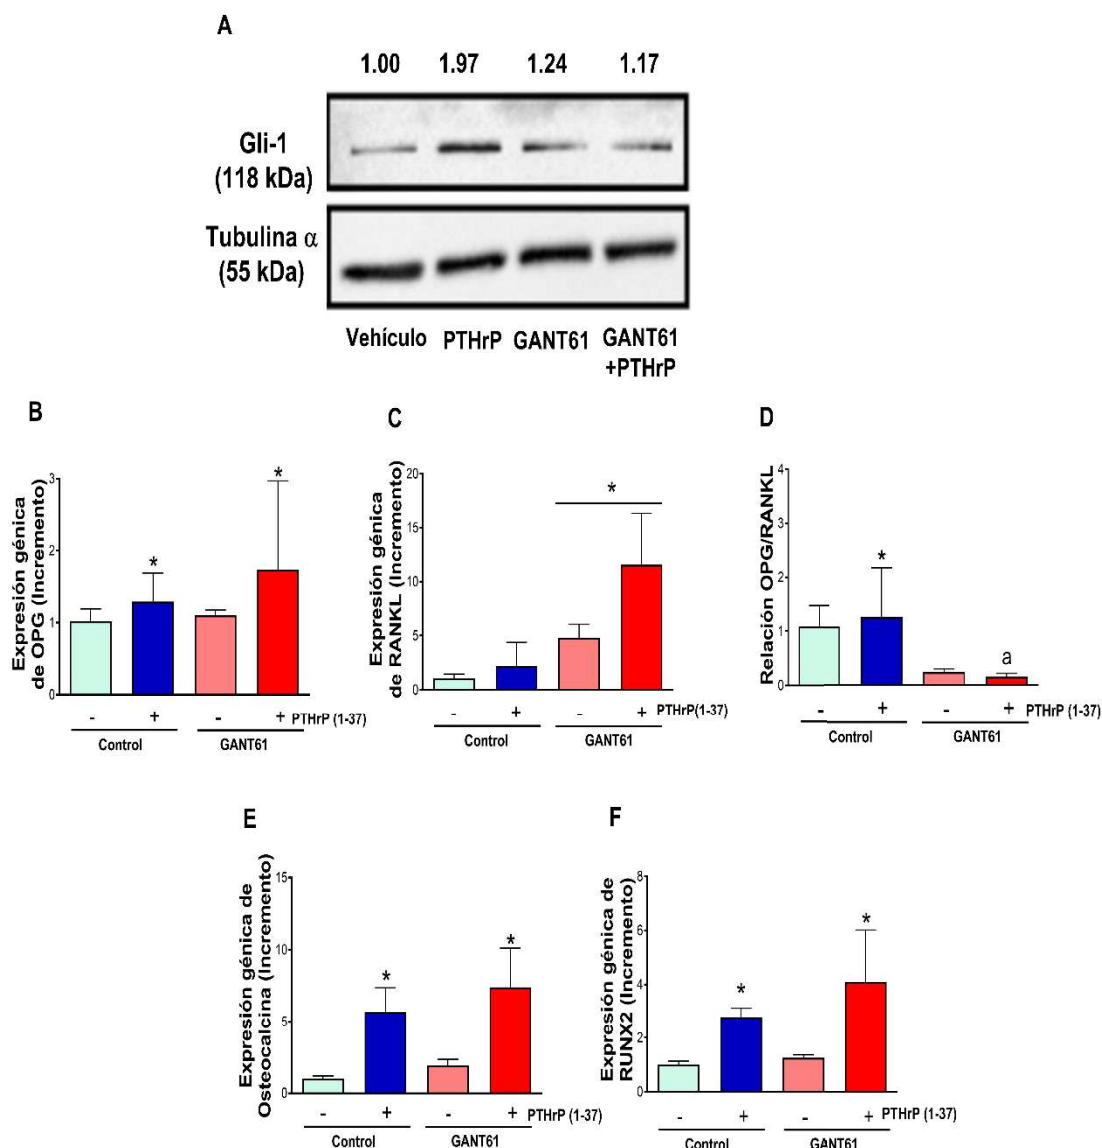 A
1.00 1.97 1.24 1.17
Gli-1
(118 kDa)
Tubulina α
(55 kDa)
Vehículo PTHrP GANT61 GANT61
+PTHrP
B
Expresión génica
de OPG (Incremento)
3
2
1
0
*
*
- + - + PTHrP (1-37)
Control GANT61
C
Expresión génica
de RANKL (Incremento)
20
15
10
5
0
*
- + - + PTHrP(1-37)
Control GANT61
D
Relación OPG/RANKL
4
3
2
1
0
*
a
- + - + PTHrP (1-37)
Control GANT61
E
Expresión génica de
Osteocalcina (Incremento)
15
10
5
0
*
*
- + - + PTHrP (1-37)
Control GANT61
F
Expresión génica de
RUNX2 (Incremento)
8
6
4
2
0
*
*
- + - + PTHrP (1-37)
Control GANT61